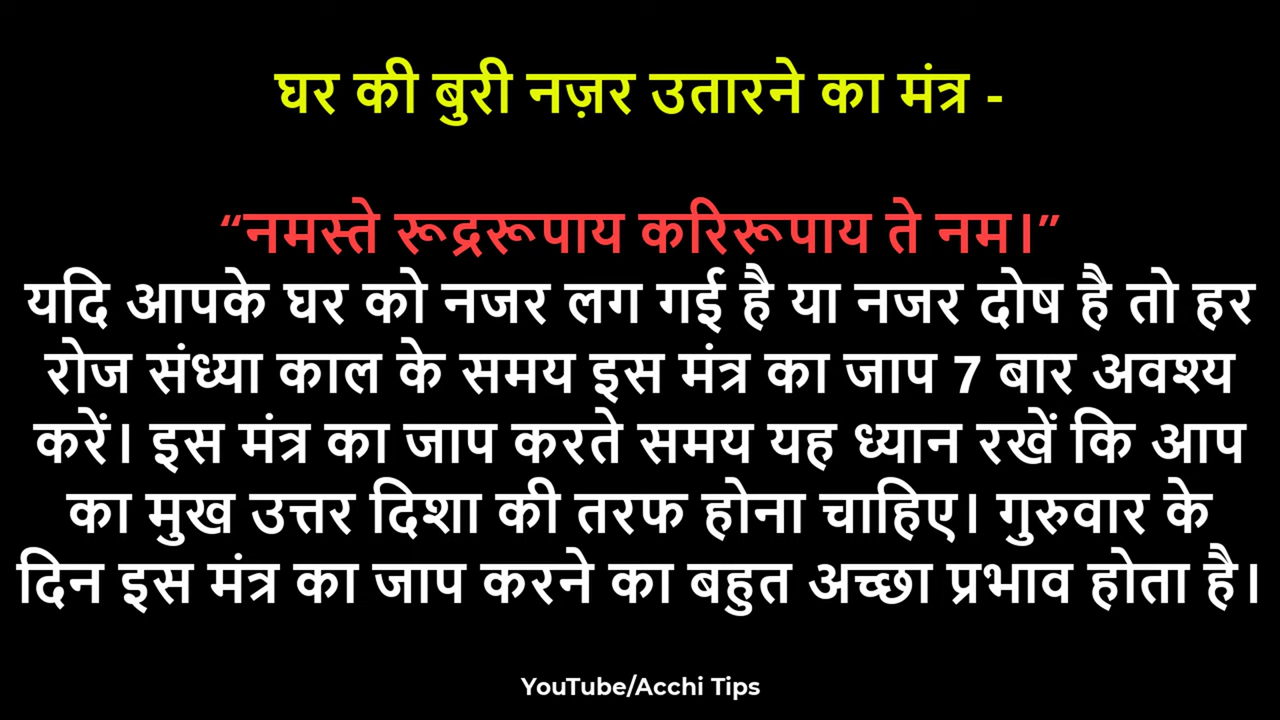 घर की बुरी नज़र उतारने का मंत्र -
“नमस्ते रूद्ररूपाय करिरूपाय ते नम।”
यदि आपके घर को नजर लग गई है या नजर दोष है तो हर
रोज संध्या काल के समय इस मंत्र का जाप 7 बार अवश्य
करें। इस मंत्र का जाप करते समय यह ध्यान रखें कि आप
का मुख उत्तर दिशा की तरफ होना चाहिए। गुरुवार के
दिन इस मंत्र का जाप करने का बहुत अच्छा प्रभाव होता है।
YouTube/Acchi Tips